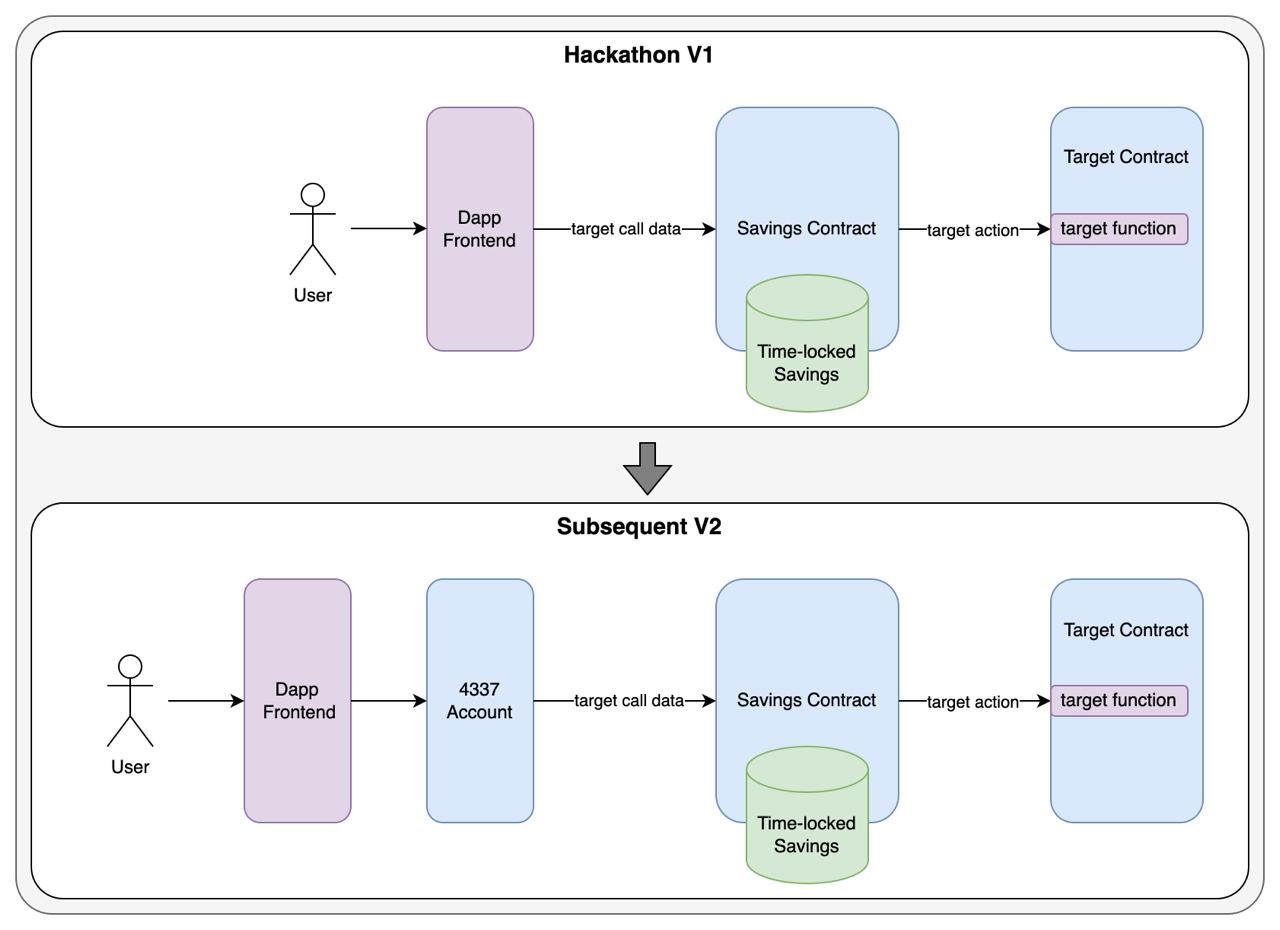 Hackathon V1
Dapp
Frontend
target call data
Savings Contract
target action
Target Contract
target function
User
Time-locked
Savings
Subsequent V2
Dapp
Frontend
4337
Account
target call data
Savings Contract
target action
Target Contract
target function
User
Time-locked
Savings